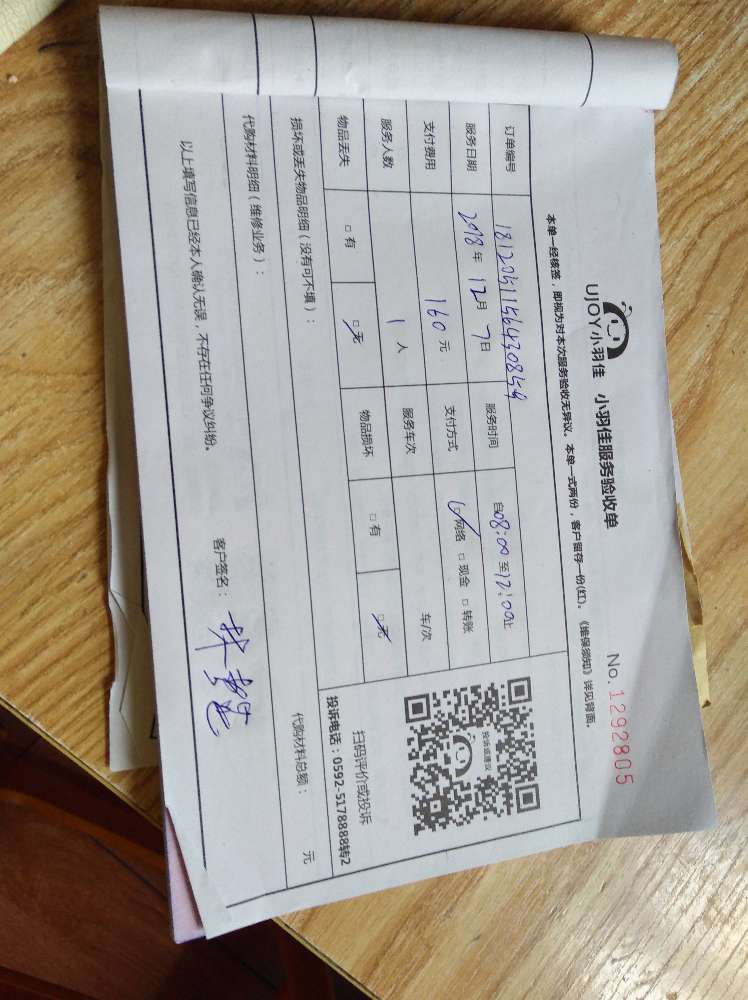 UJOY小羽佳 小羽佳服务验收单
No.1292805
本单一经核签，即视为对本次服务验收无异议。本单一式两份，客户留存一份(红)。《维保须知》详见背面。
订单编号 181205115643085
服务时间 自08:00至12:00止
服务日期 2018年12月7日
支付方式 ☑网络 □现金 □转账
支付费用 160元
服务车次 车/次
服务人数 1人
物品丢失 □有 ☑无
物品损坏 □有 ☑无
投诉或建议
扫码评价或投诉
投诉电话：0592-5178888转2
损坏或丢失物品明细（没有可不填）：
代购材料明细（维修业务）：
代购材料总额： 元
以上填写信息已经本人确认无误，不存在任何争议纠纷。
客户签名：林